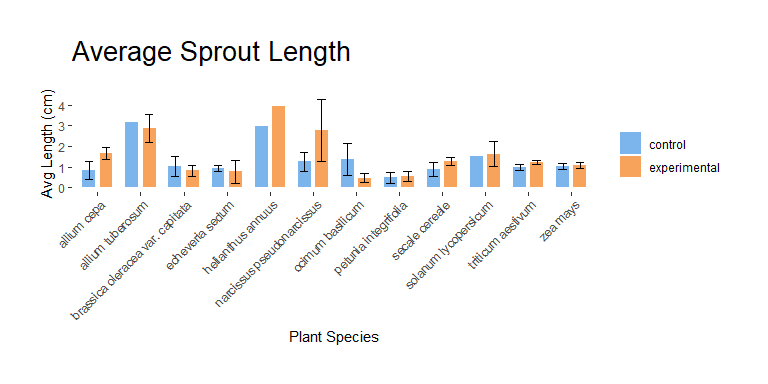 Average Sprout Length
Avg Length (cm)
4
3
2
1
0
allium cepa
allium tuberosum
brassica oleracea var. capitata
echeveria sedum
helianthus annuus
narcissus pseudonarcissus
ocimum basilicum
petunia integrifolia
secale cereale
solanum lycopersicum
triticum aestivum
zea mays
Plant Species
control
experimental